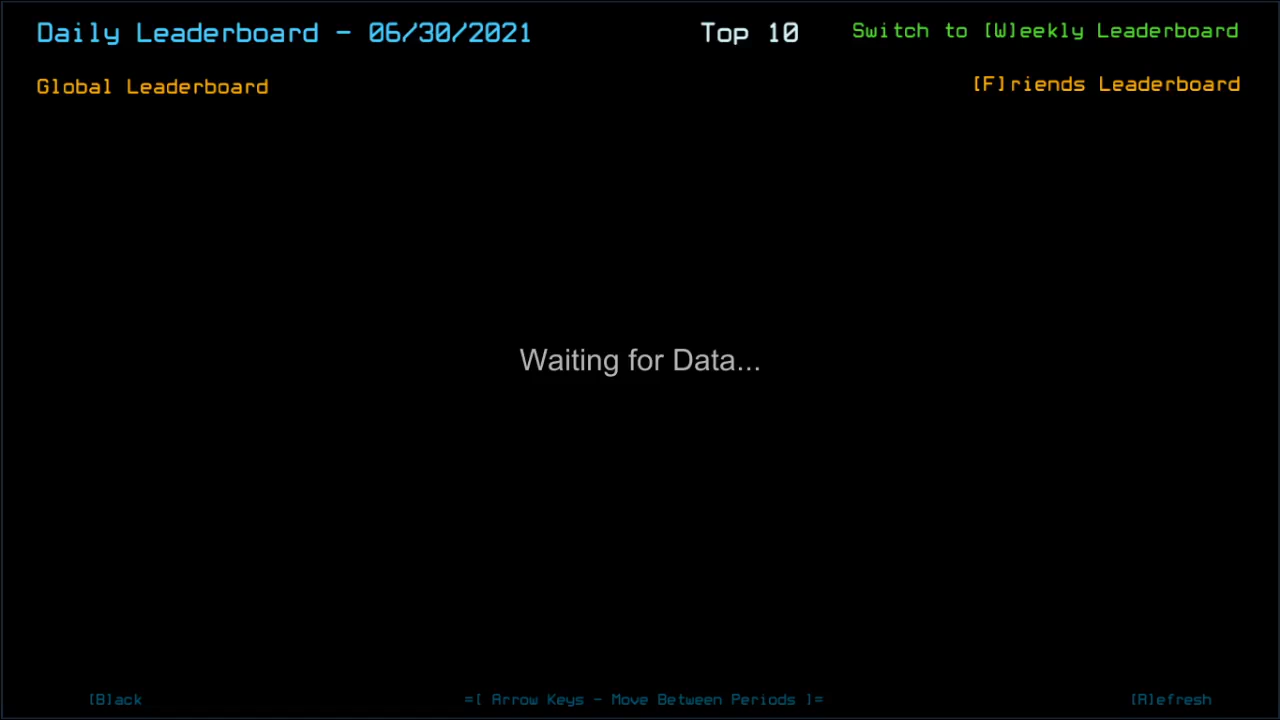 Daily Leaderboard - 06/30/2021 Top 10 Switch to [W]eekly Leaderboard
Global Leaderboard [F]riends Leaderboard
Waiting for Data...
[B]ack =[ Arrow Keys - Move Between Periods ]= [R]efresh